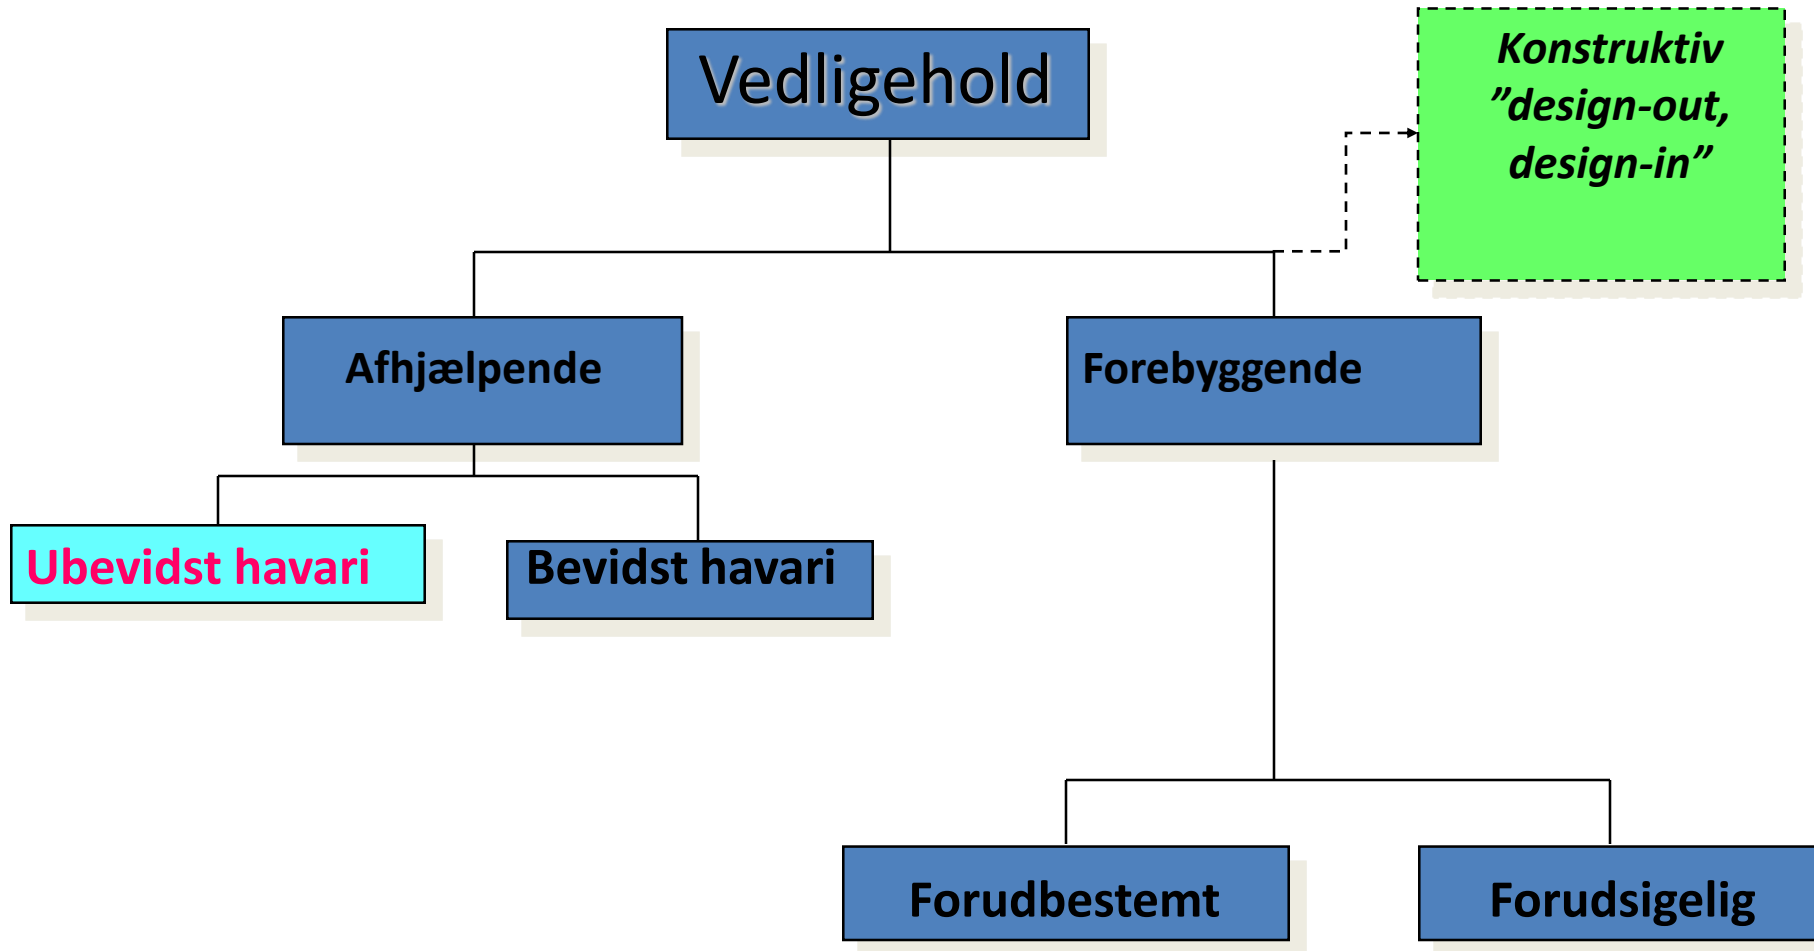 Vedligehold
Konstruktiv
”design-out,
design-in”
Afhjælpende
Forebyggende
Ubevidst havari
Bevidst havari
Forudbestemt
Forudsigelig